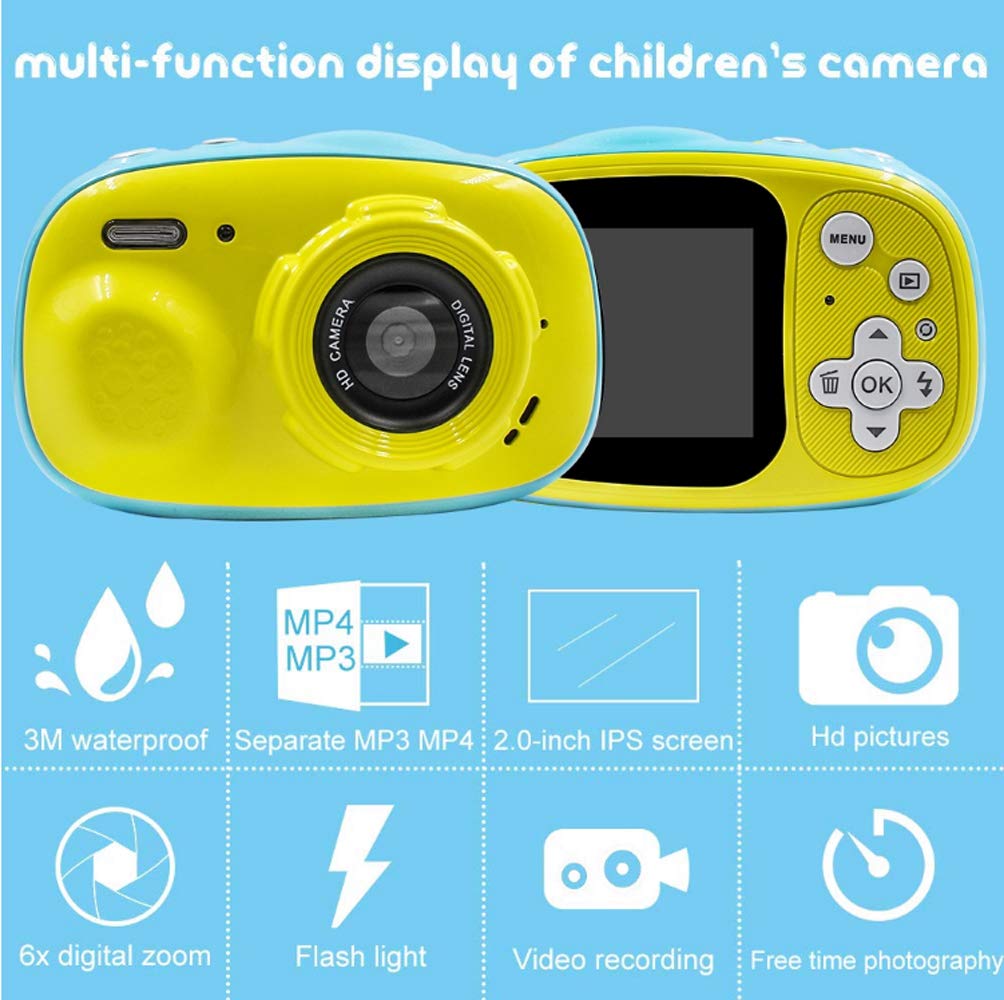 multi-function display of children's camera
HD CAMERA
DIGITAL LENS
MENU
OK
MP4
MP3
3M waterproof
Separate MP3 MP4
2.0-inch IPS screen
Hd pictures
6x digital zoom
Flash light
Video recording
Free time photography